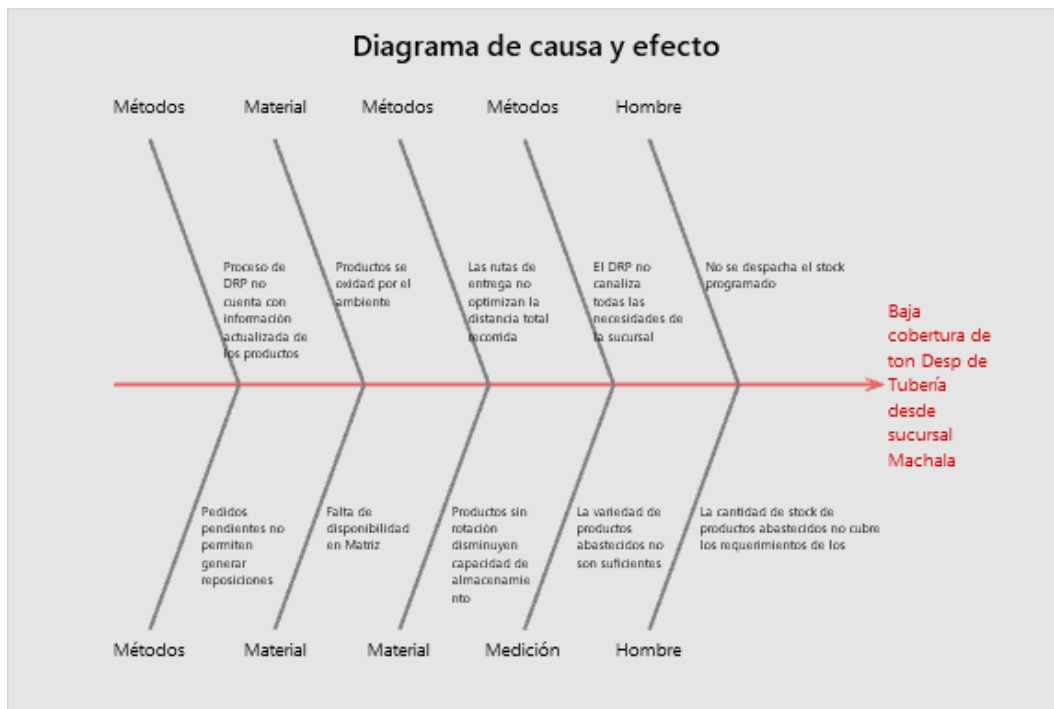 Diagrama de causa y efecto
Métodos
Material
Métodos
Métodos
Hombre
Proceso de
DRP no
cuenta con
información
actualizada de
los productos
Productos se
oxidad por el
ambiente
Las rutas de
entrega no
optimizan la
distancia total
recorrida
El DRP no
canaliza
todas las
necesidades de
la sucursal
No se despacha el stock
programado
Baja
cobertura de
ton Desp de
Tubería
desde
sucursal
Machala
Pedidos
pendientes no
permiten
generar
reposiciones
Falta de
disponibilidad
en Matriz
Productos sin
rotación
disminuyen
capacidad de
almacenamie
nto
La variedad de
productos
abastecidos no
son suficientes
La cantidad de stock de
productos abastecidos no cubre
los requerimientos de los
Métodos
Material
Material
Medición
Hombre